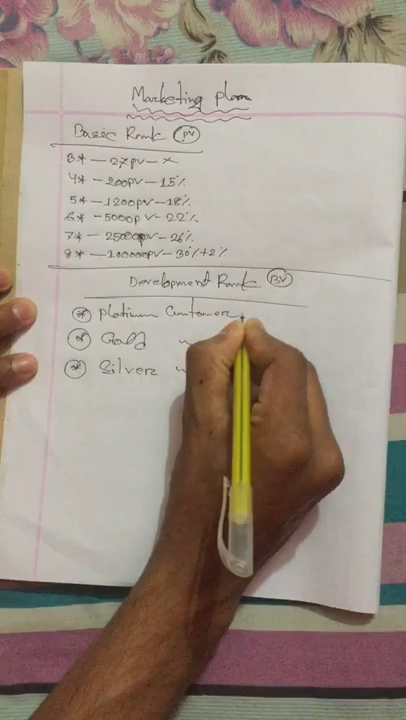 Marketing plan
Basic Rank (PV)
3* — 27pv — x
4* — 200pv — 15%
5* — 1200pv — 18%
6* — 5000pv — 22%
7* — 25000pv — 26%
8* — 100000pv — 30%+2%
Development Rank (BV)
* Platinum Customer
* Gold "
* Silver "